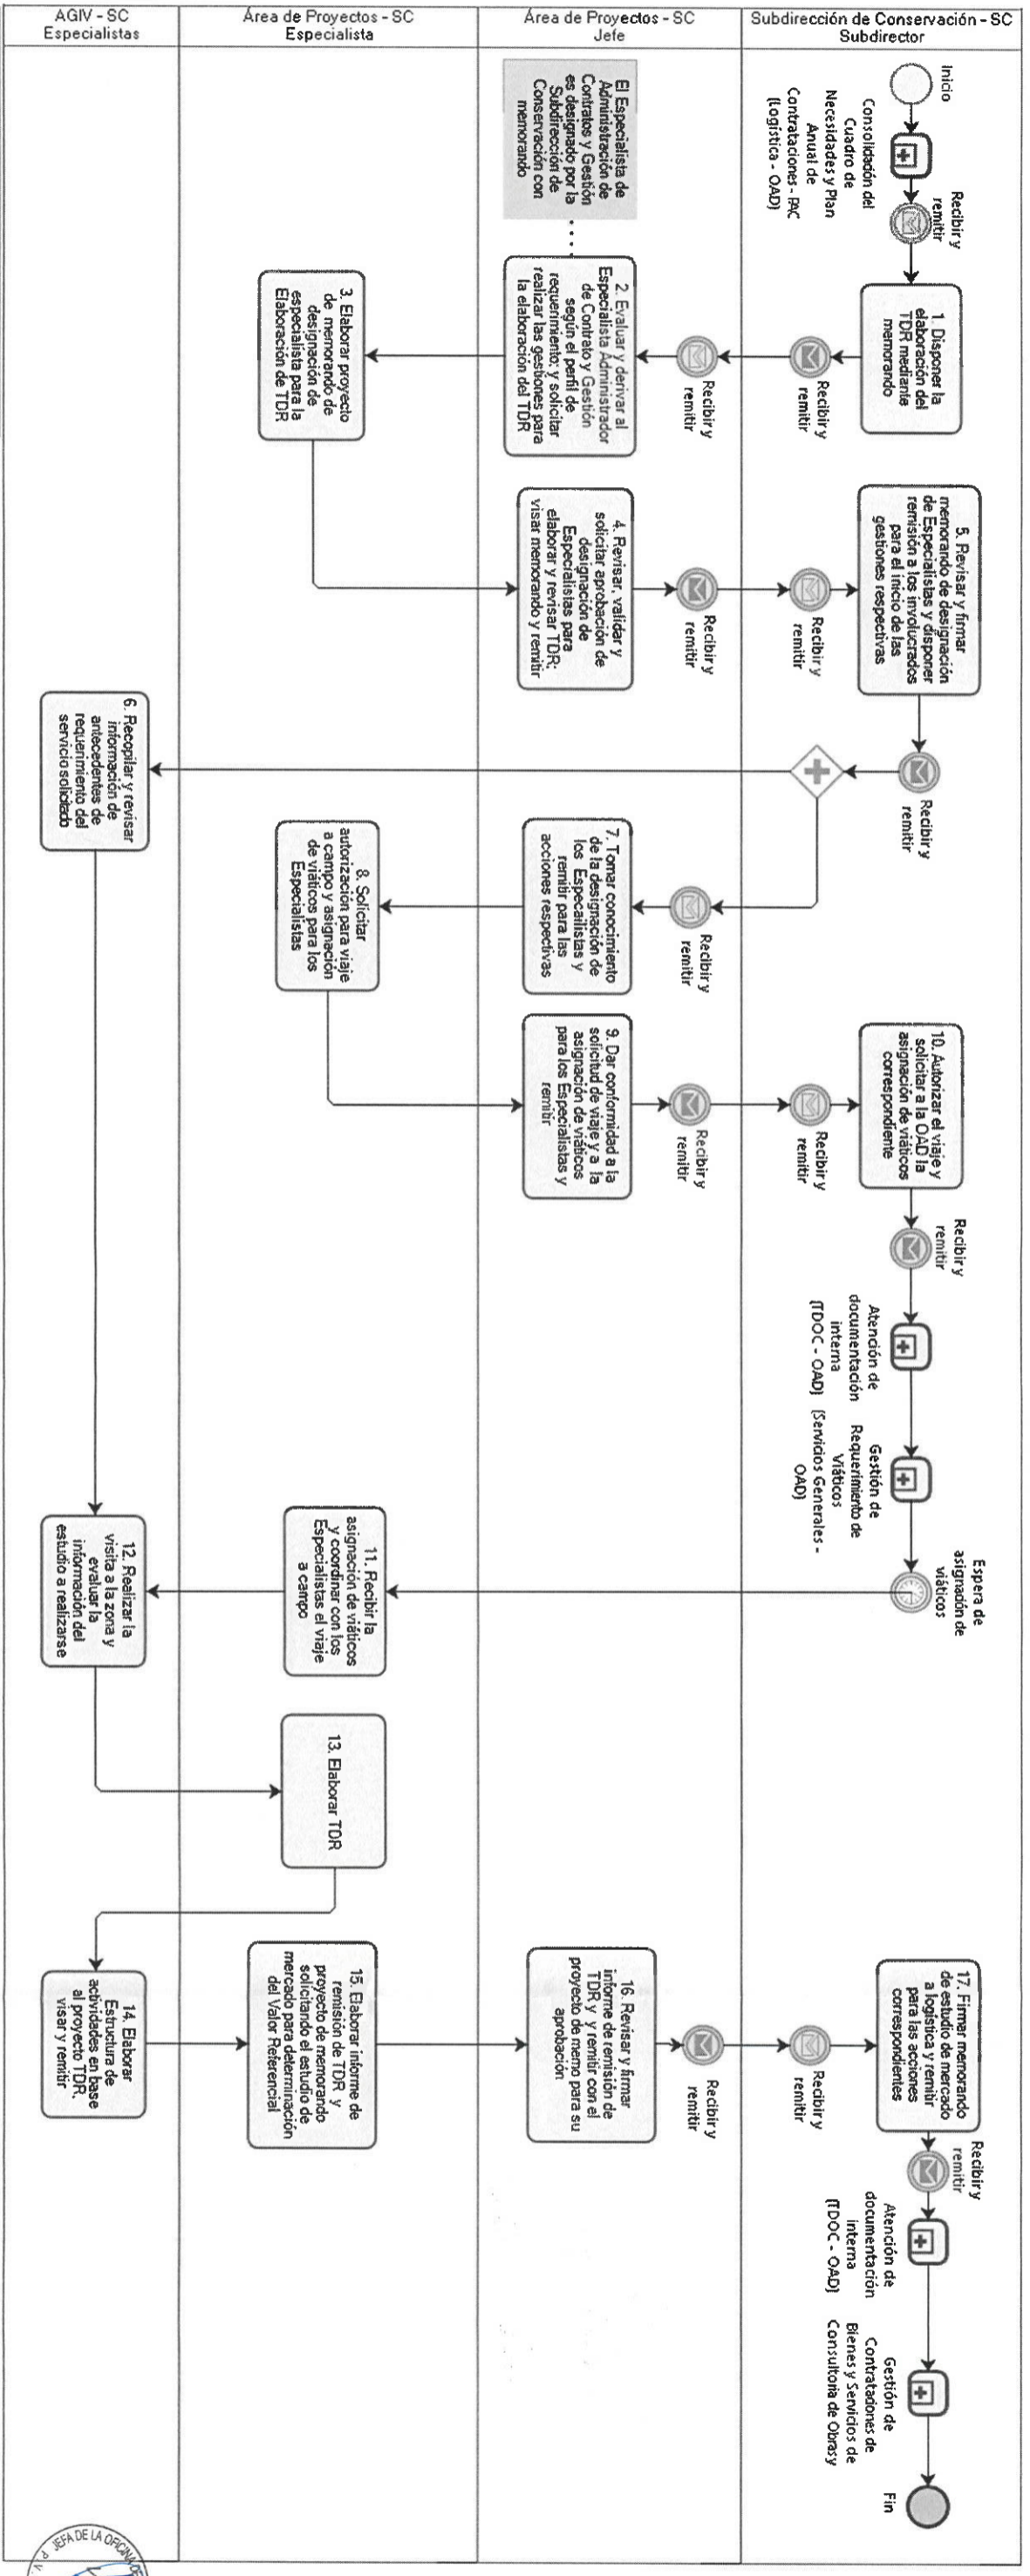 Subdirección de Conservación - SC
Subdirector
Área de Proyectos - SC
Jefe
Área de Proyectos - SC
Especialista
AGIV - SC
Especialistas
Inicio
Consolidación del
Cuadro de
Necesidades y Plan
Anual de
Contrataciones - PAC
(Logística - OAD)
Recibir y
remitir
1. Disponer la
elaboración del
TDR mediante
memorando
Recibir y
remitir
Recibir y
remitir
El Especialista de
Administración de
Contratos y Gestión
es designado por la
Subdirección de
Conservación con
memorando
2. Evaluar y derivar al
Especialista Administrador
de Contrato y Gestión
según el perfil de
requerimiento; y solicitar
realizar las gestiones para
la elaboración del TDR
3. Elaborar proyecto
de memorando de
designación de
especialista para la
Elaboración de TDR
4. Revisar, validar y
solicitar aprobación de
designación de
Especialistas para
elaborar y revisar TDR;
visar memorando y remitir
Recibir y
remitir
Recibir y
remitir
5. Revisar y firmar
memorando de designación
de Especialistas y disponer
remisión a los involucrados
para el inicio de las
gestiones respectivas
Recibir y
remitir
6. Recopilar y revisar
información de
antecedentes de
requerimiento del
servicio solicitado
Recibir y
remitir
7. Tomar conocimiento
de la designación de
los Especailistas y
remitir para las
acciones respectivas
8. Solicitar
autorización para viaje
a campo y asignación
de viáticos para los
Especialistas
9. Dar conformidad a la
solicitud de viaje y a la
asignación de viáticos
para los Especialistas y
remitir
Recibir y
remitir
Recibir y
remitir
10. Autorizar el viaje y
solicitar a la OAD la
asignación de viáticos
correspondiente
Recibir y
remitir
Atención de
documentación
interna
(TDOC - OAD)
Gestión de
Requerimiento de
Viáticos
(Servicios Generales -
OAD)
Espera de
asignación de
viáticos
11. Recibir la
asignación de viáticos
y coordinar con los
Especialistas el viaje
a campo
12. Realizar la
visita a la zona y
evaluar la
información del
estudio a realizarse
13. Elaborar TDR
14. Elaborar
Estructura de
actividades en base
al proyecto TDR,
visar y remitir
15. Elaborar informe de
remisión de TDR y
proyecto de memorando
solicitando el estudio de
mercado para determinación
del Valor Referencial
16. Revisar y firmar
informe de remisión de
TDR y y remitir con el
proyecto de memo para su
aprobación
Recibir y
remitir
Recibir y
remitir
17. Firmar memorando
de estudio de mercado
a logística y remitir
para las acciones
correspondientes
Recibir y
remitir
Atención de
documentación
interna
(TDOC - OAD)
Gestión de
Contrataciones de
Bienes y Servicios de
Consultoria de Obras y
Fin
JEFA DE LA OFICINA DE